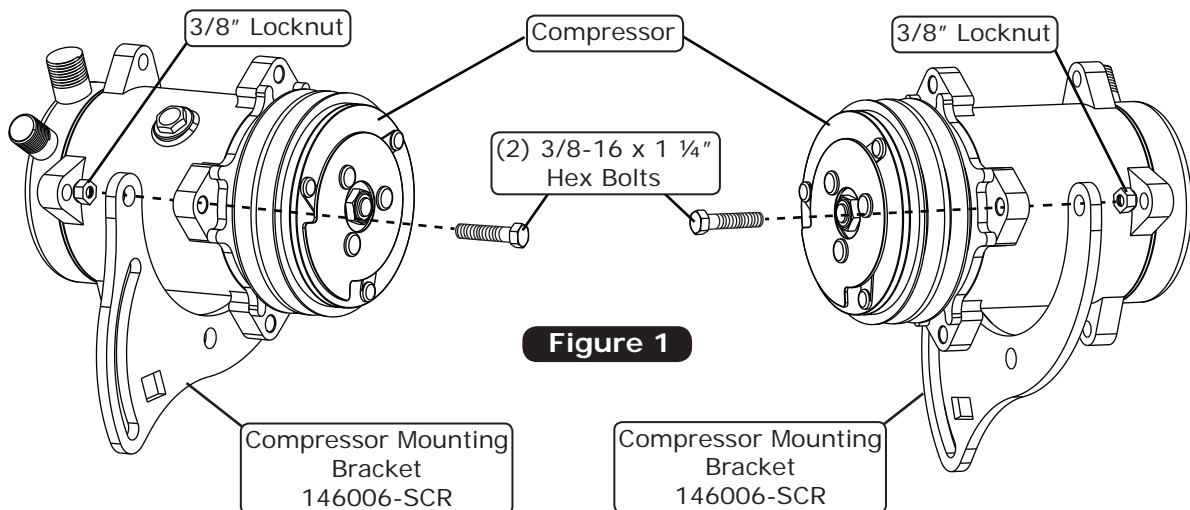 3/8” Locknut
Compressor
3/8” Locknut
(2) 3/8-16 x 1 ¼”
Hex Bolts
Figure 1
Compressor Mounting
Bracket
146006-SCR
Compressor Mounting
Bracket
146006-SCR